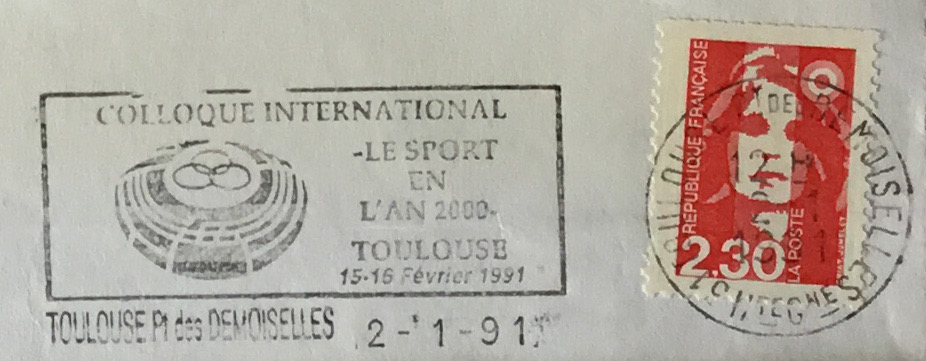 COLLOQUE INTERNATIONAL
-LE SPORT
EN
L'AN 2000-
TOULOUSE
15-16 Février 1991
TOULOUSE Pt des DEMOISELLES 2-1-91
RÉPUBLIQUE FRANÇAISE
2,30
LA POSTE